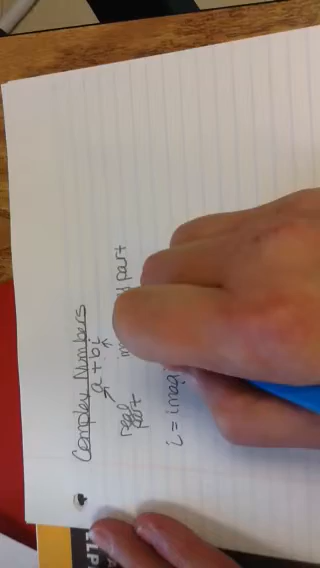 Complex Numbers
a + bi
real part
part
i = imag